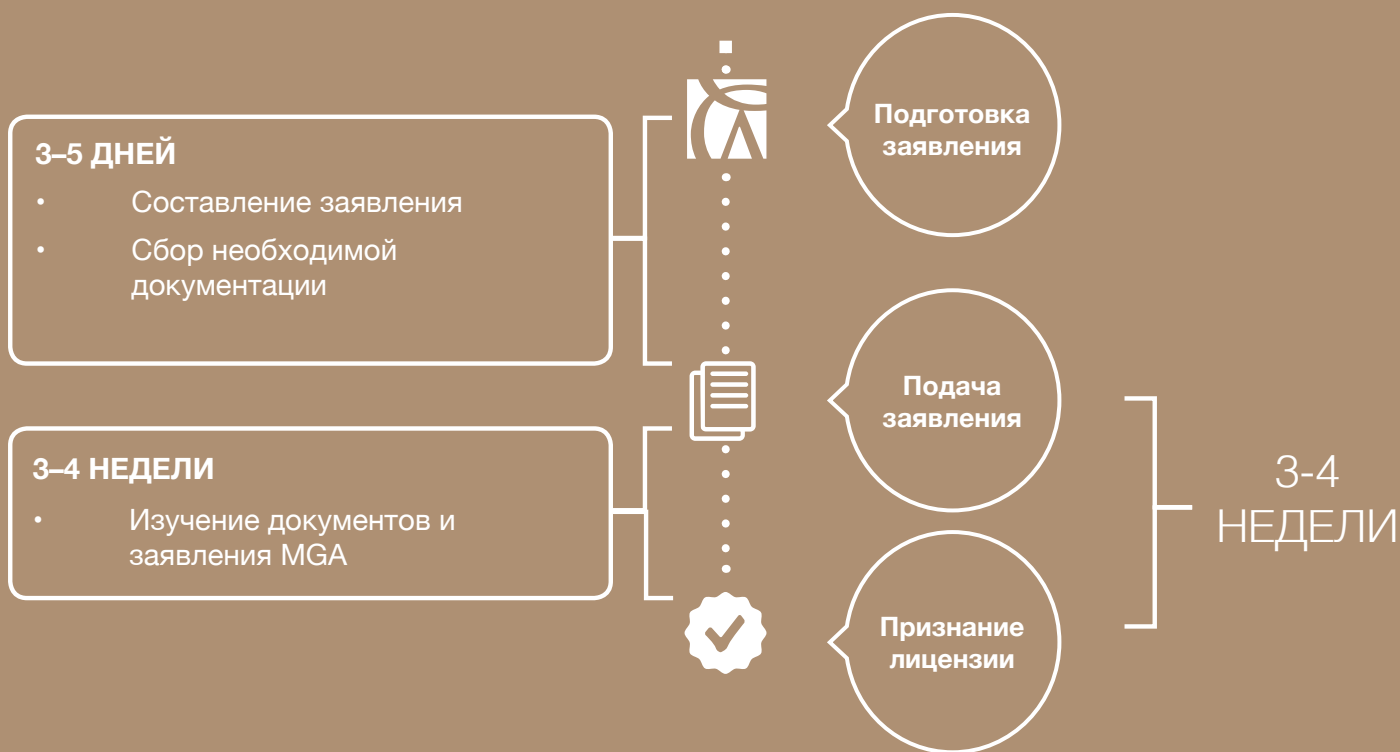 Подготовка
заявления
3–5 ДНЕЙ
• Составление заявления
• Сбор необходимой
документации
Подача
заявления
3–4 НЕДЕЛИ
• Изучение документов и
заявления MGA
3-4
НЕДЕЛИ
Признание
лицензии